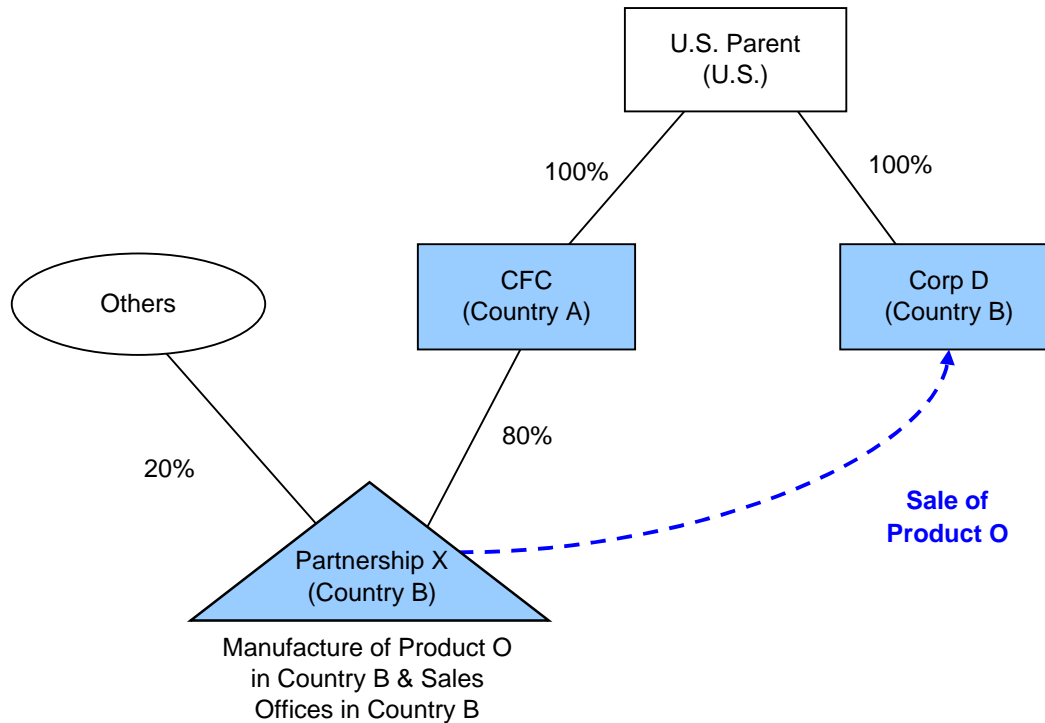 U.S. Parent
(U.S.)
100%
100%
CFC
(Country A)
Corp D
(Country B)
Others
20%
80%
Sale of
Product O
Partnership X
(Country B)
Manufacture of Product O
in Country B & Sales
Offices in Country B